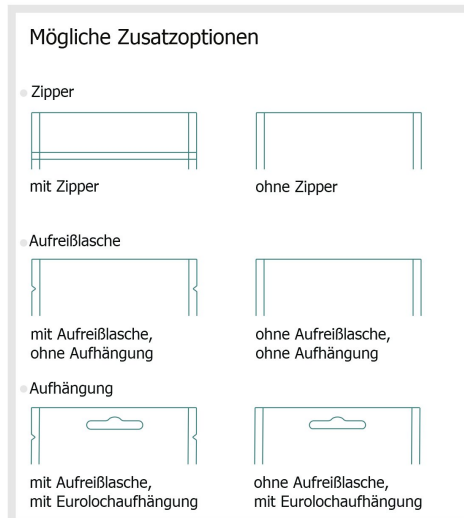 Mögliche Zusatzoptionen
Zipper
mit Zipper
ohne Zipper
Aufreißlasche
mit Aufreißlasche,
ohne Aufhängung
ohne Aufreißlasche,
ohne Aufhängung
Aufhängung
mit Aufreißlasche,
mit Eurolochaufhängung
ohne Aufreißlasche,
mit Eurolochaufhängung